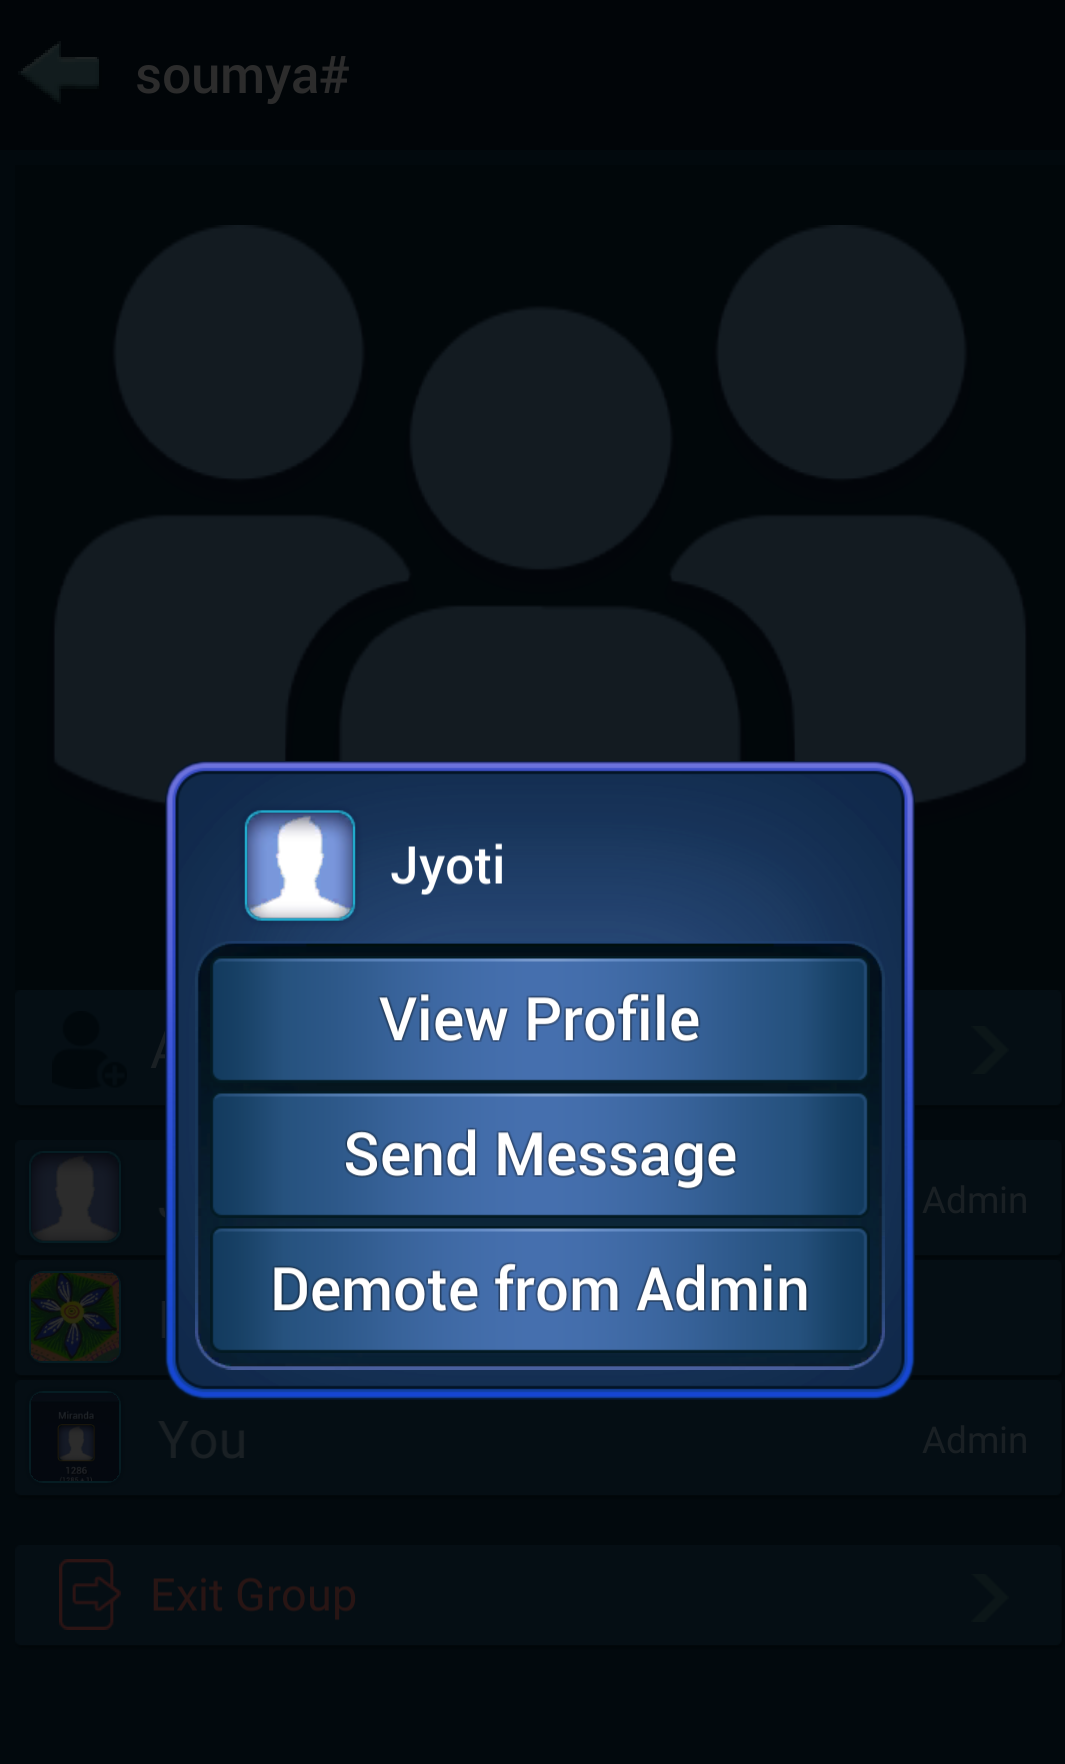 soumya#
Jyoti
View Profile
Send Message
Demote from Admin
Admin
You
Admin
Miranda
1286
Exit Group